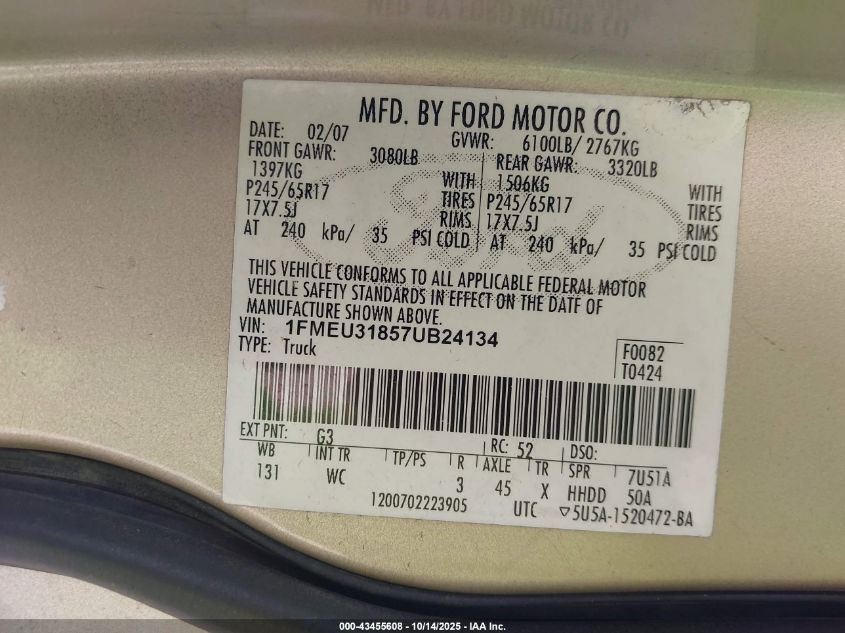 MFD. BY FORD MOTOR CO.
DATE: 02/07 GVWR: 6100LB/ 2767KG
FRONT GAWR: 3080LB REAR GAWR: 3320LB
1397KG WITH 1506KG WITH
P245/65R17 TIRES P245/65R17 TIRES
17X7.5J RIMS 17X7.5J RIMS
AT 240 kPa/ 35 PSI COLD AT 240 kPa/ 35 PSI COLD
Ford
THIS VEHICLE CONFORMS TO ALL APPLICABLE FEDERAL MOTOR
VEHICLE SAFETY STANDARDS IN EFFECT ON THE DATE OF
MANUFACTURE SHOWN ABOVE.
VIN: 1FMEU31857UB24134
TYPE: Truck
F0082
T0424
EXT PNT: G3 RC: 52 DSO:
WB INT TR TP/PS R AXLE TR SPR 7U51A
131 WC 3 45 X HHDD 50A
1200702223905 UTC ▽5U5A-1520472-BA
000-43455608 - 10/14/2025 - IAA Inc.